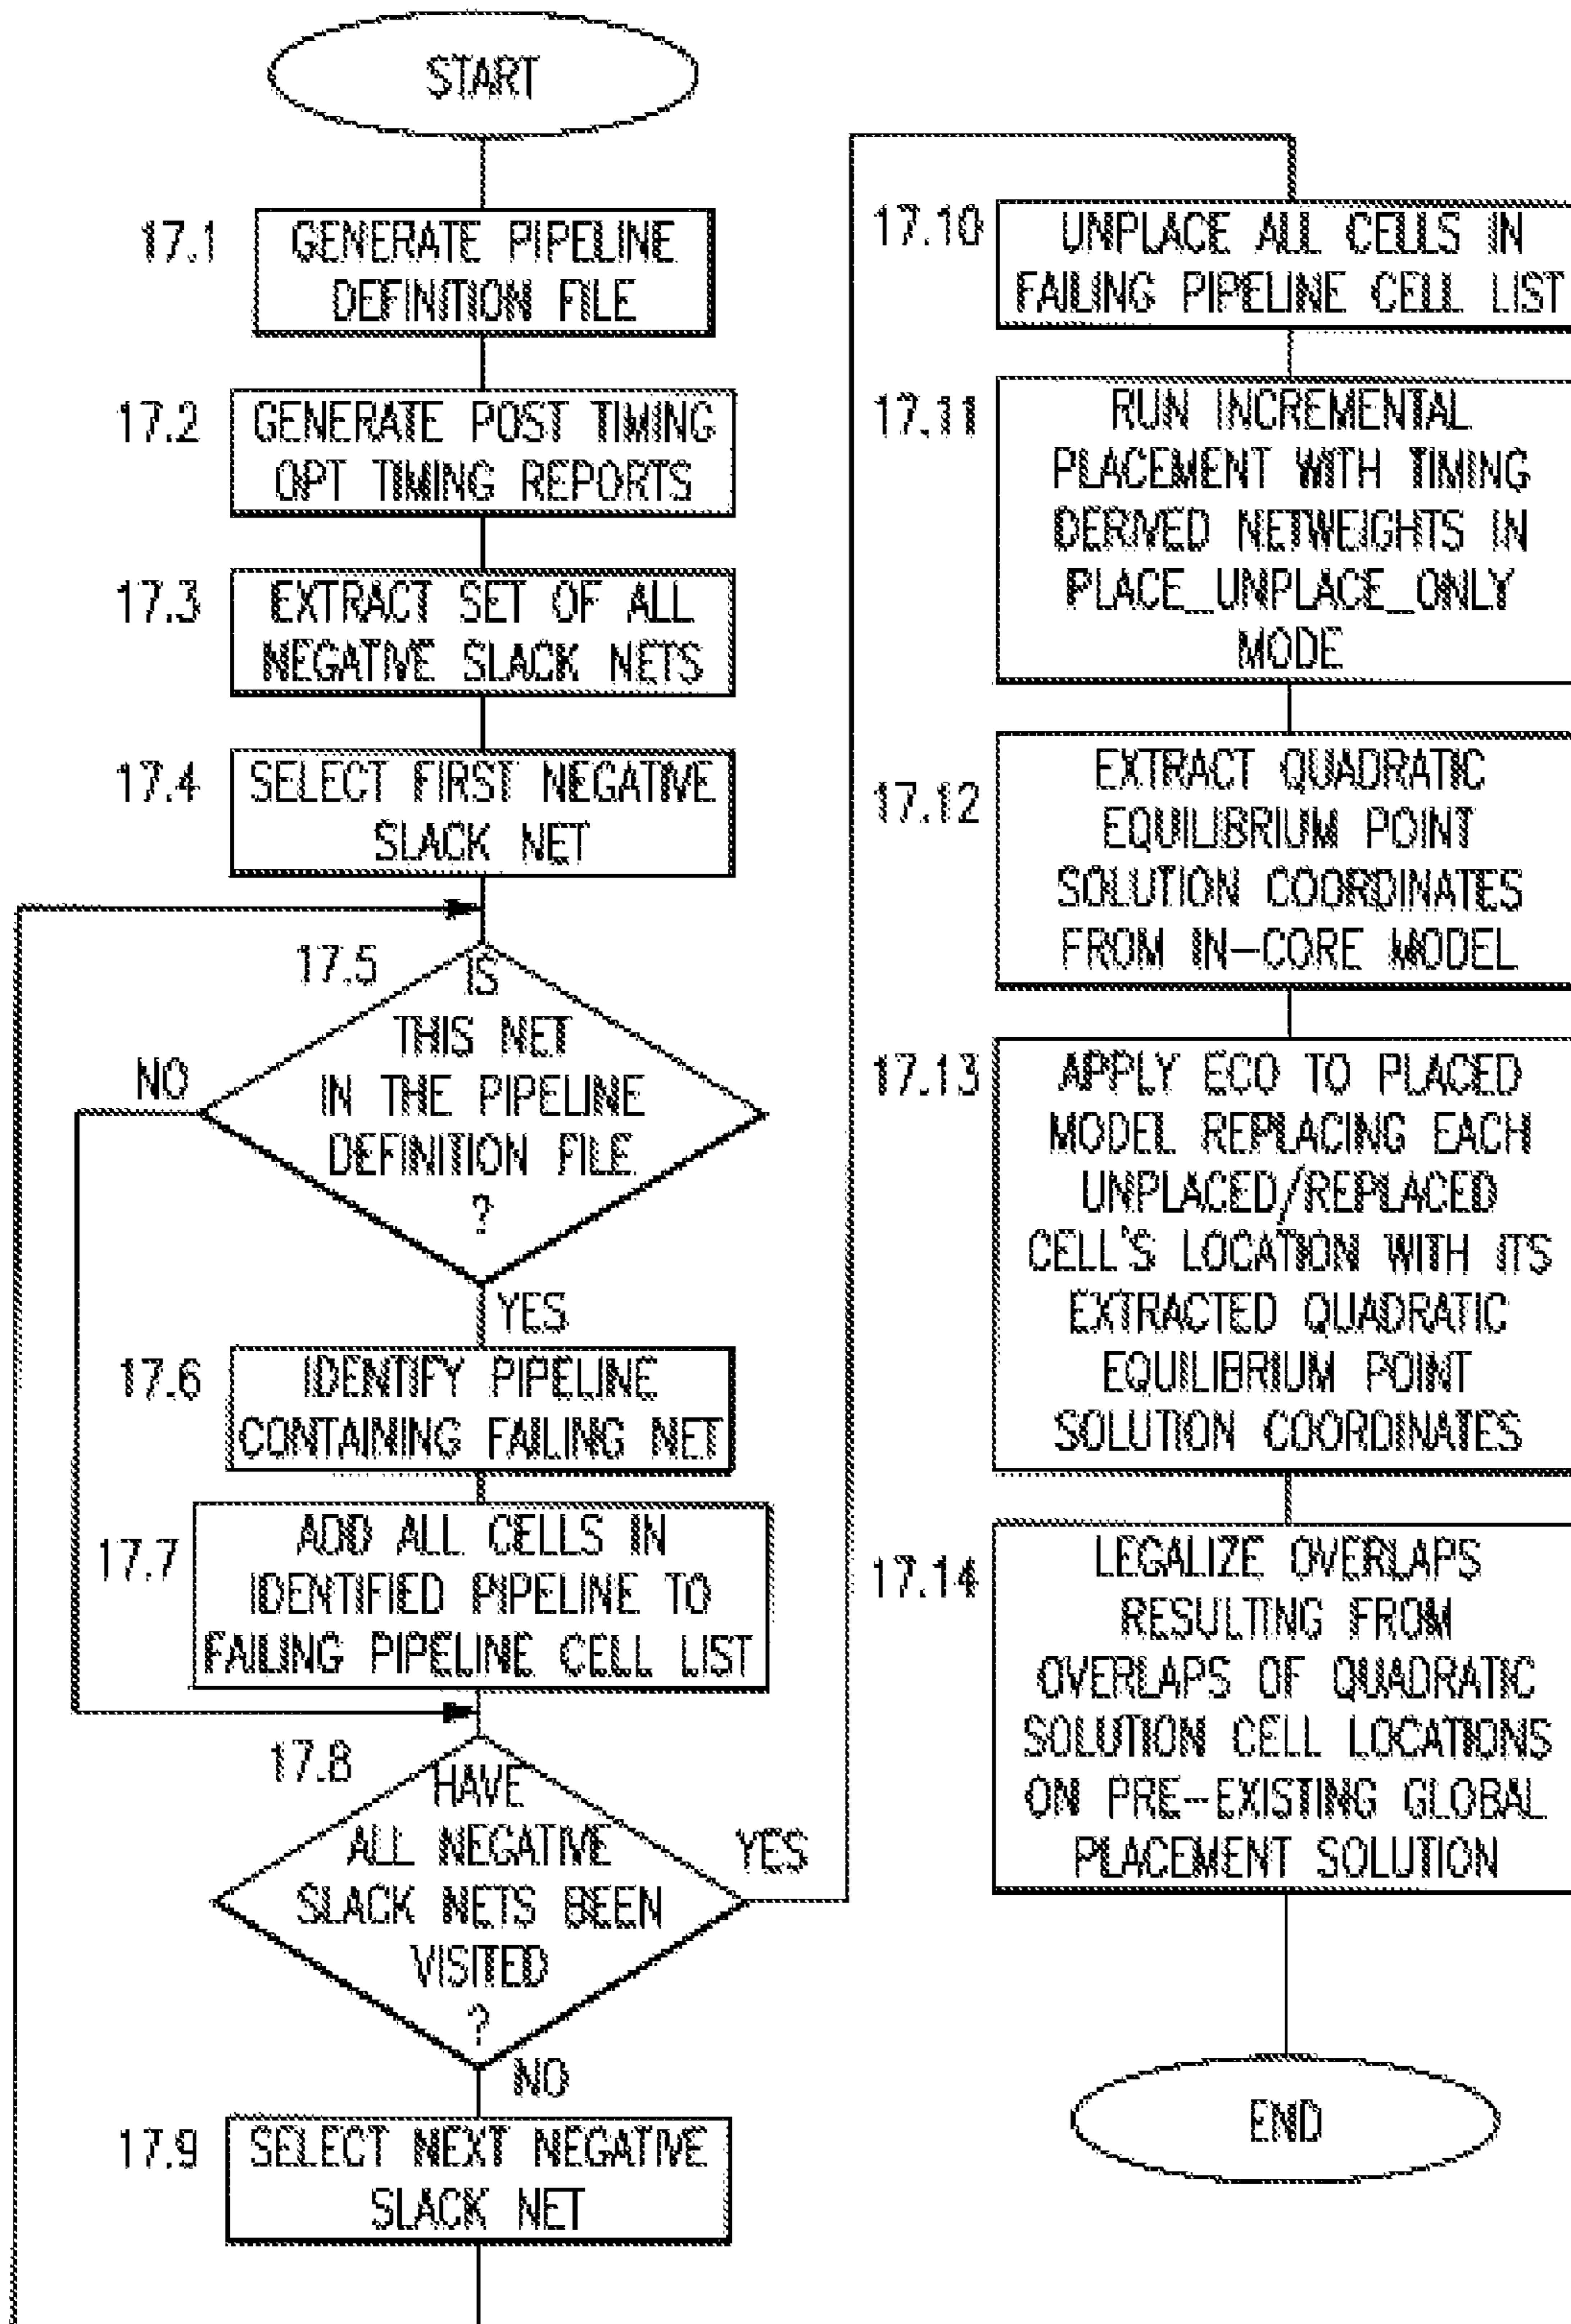 START
17.1
GENERATE PIPELINE
DEFINITION FILE
17.2
GENERATE POST TIMING
OPT TIMING REPORTS
17.3
EXTRACT SET OF ALL
NEGATIVE SLACK NETS
17.4
SELECT FIRST NEGATIVE
SLACK NET
17.5
IS
THIS NET
IN THE PIPELINE
DEFINITION FILE
?
NO
YES
17.6
IDENTIFY PIPELINE
CONTAINING FAILING NET
17.7
ADD ALL CELLS IN
IDENTIFIED PIPELINE TO
FAILING PIPELINE CELL LIST
17.8
HAVE
ALL NEGATIVE
SLACK NETS BEEN
VISITED
?
YES
NO
17.9
SELECT NEXT NEGATIVE
SLACK NET
17.10
UNPLACE ALL CELLS IN
FAILING PIPELINE CELL LIST
17.11
RUN INCREMENTAL
PLACEMENT WITH TIMING
DERIVED NETWEIGHTS IN
PLACE_UNPLACE_ONLY
MODE
17.12
EXTRACT QUADRATIC
EQUILIBRIUM POINT
SOLUTION COORDINATES
FROM IN-CORE MODEL
17.13
APPLY ECO TO PLACED
MODEL REPLACING EACH
UNPLACED/REPLACED
CELL'S LOCATION WITH ITS
EXTRACTED QUADRATIC
EQUILIBRIUM POINT
SOLUTION COORDINATES
17.14
LEGALIZE OVERLAPS
RESULTING FROM
OVERLAPS OF QUADRATIC
SOLUTION CELL LOCATIONS
ON PRE-EXISTING GLOBAL
PLACEMENT SOLUTION
END